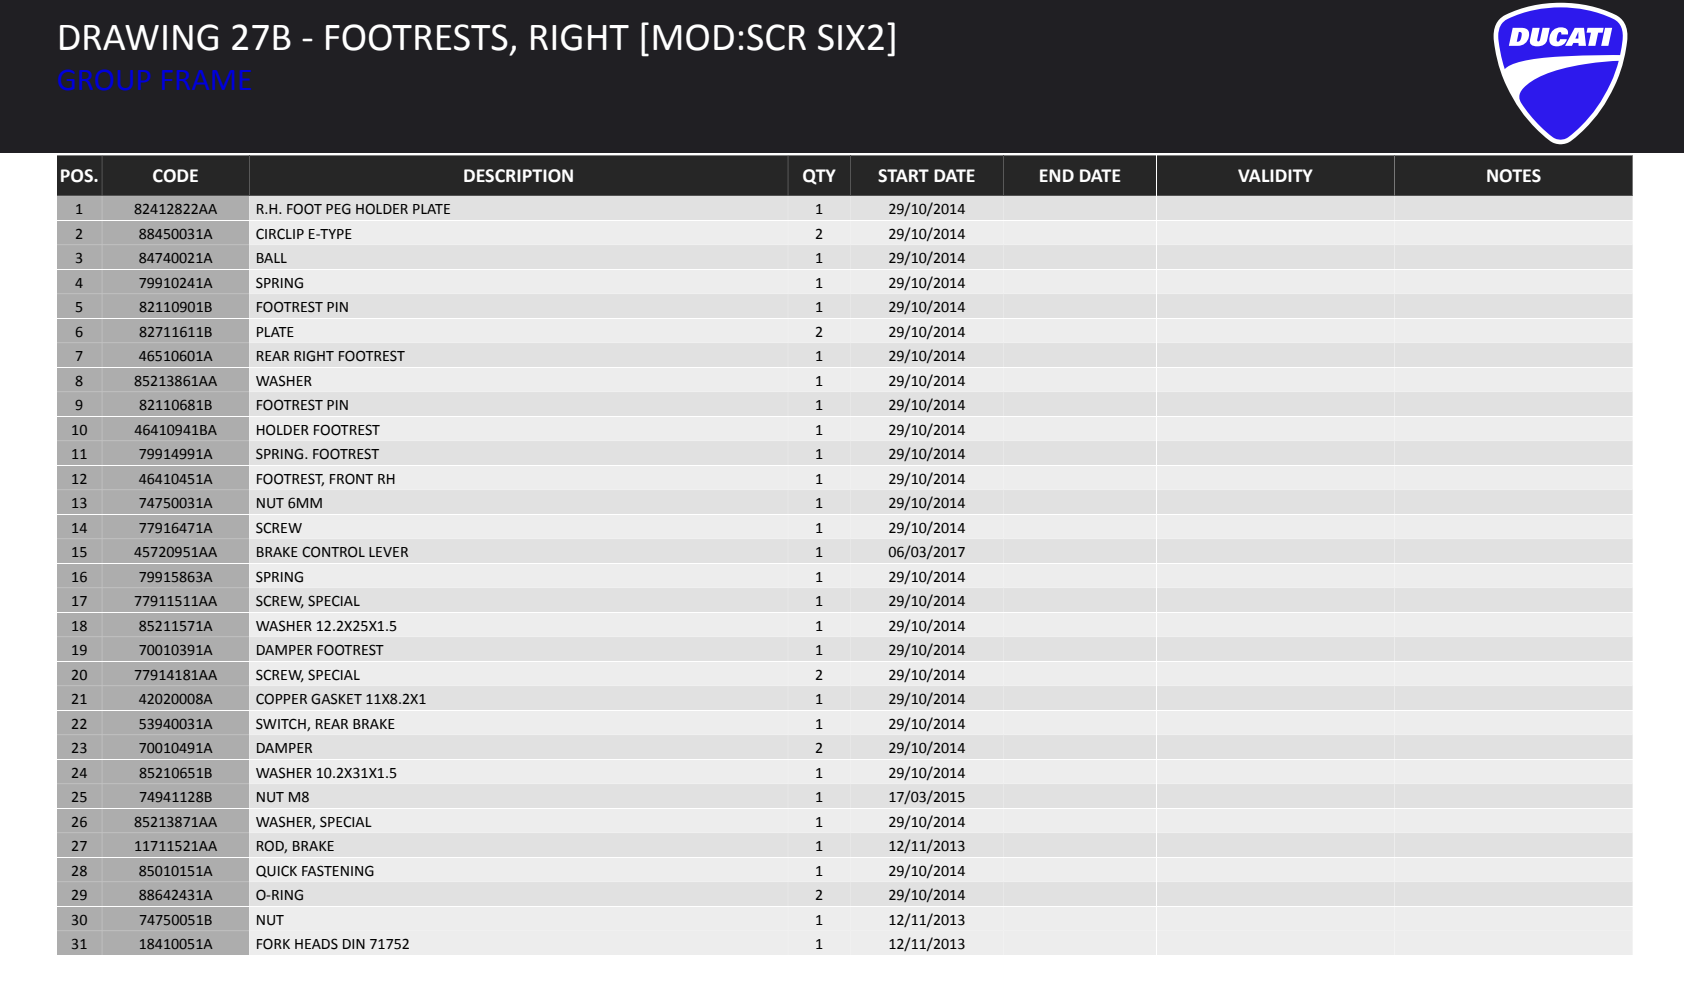 DRAWING 27B - FOOTRESTS, RIGHT [MOD:SCR SIX2]
GROUP FRAME
DUCATI
POS. CODE DESCRIPTION QTY START DATE END DATE VALIDITY NOTES
1 82412822AA R.H. FOOT PEG HOLDER PLATE 1 29/10/2014
2 88450031A CIRCLIP E-TYPE 2 29/10/2014
3 84740021A BALL 1 29/10/2014
4 79910241A SPRING 1 29/10/2014
5 82110901B FOOTREST PIN 1 29/10/2014
6 82711611B PLATE 2 29/10/2014
7 46510601A REAR RIGHT FOOTREST 1 29/10/2014
8 85213861AA WASHER 1 29/10/2014
9 82110681B FOOTREST PIN 1 29/10/2014
10 46410941BA HOLDER FOOTREST 1 29/10/2014
11 79914991A SPRING. FOOTREST 1 29/10/2014
12 46410451A FOOTREST, FRONT RH 1 29/10/2014
13 74750031A NUT 6MM 1 29/10/2014
14 77916471A SCREW 1 29/10/2014
15 45720951AA BRAKE CONTROL LEVER 1 06/03/2017
16 79915863A SPRING 1 29/10/2014
17 77911511AA SCREW, SPECIAL 1 29/10/2014
18 85211571A WASHER 12.2X25X1.5 1 29/10/2014
19 70010391A DAMPER FOOTREST 1 29/10/2014
20 77914181AA SCREW, SPECIAL 2 29/10/2014
21 42020008A COPPER GASKET 11X8.2X1 1 29/10/2014
22 53940031A SWITCH, REAR BRAKE 1 29/10/2014
23 70010491A DAMPER 2 29/10/2014
24 85210651B WASHER 10.2X31X1.5 1 29/10/2014
25 74941128B NUT M8 1 17/03/2015
26 85213871AA WASHER, SPECIAL 1 29/10/2014
27 11711521AA ROD, BRAKE 1 12/11/2013
28 85010151A QUICK FASTENING 1 29/10/2014
29 88642431A O-RING 2 29/10/2014
30 74750051B NUT 1 12/11/2013
31 18410051A FORK HEADS DIN 71752 1 12/11/2013